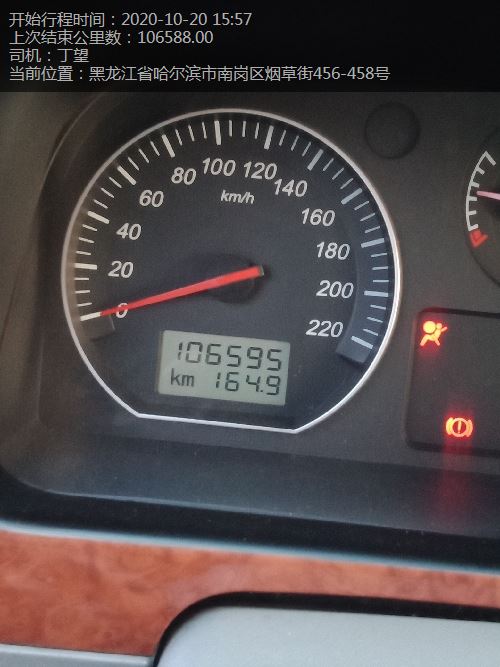 开始行程时间：2020-10-20 15:57
上次结束公里数：106588.00
司机：丁望
当前位置：黑龙江省哈尔滨市南岗区烟草街456-458号
0
20
40
60
80
100
120
140
160
180
200
220
km/h
106595
km 164.9